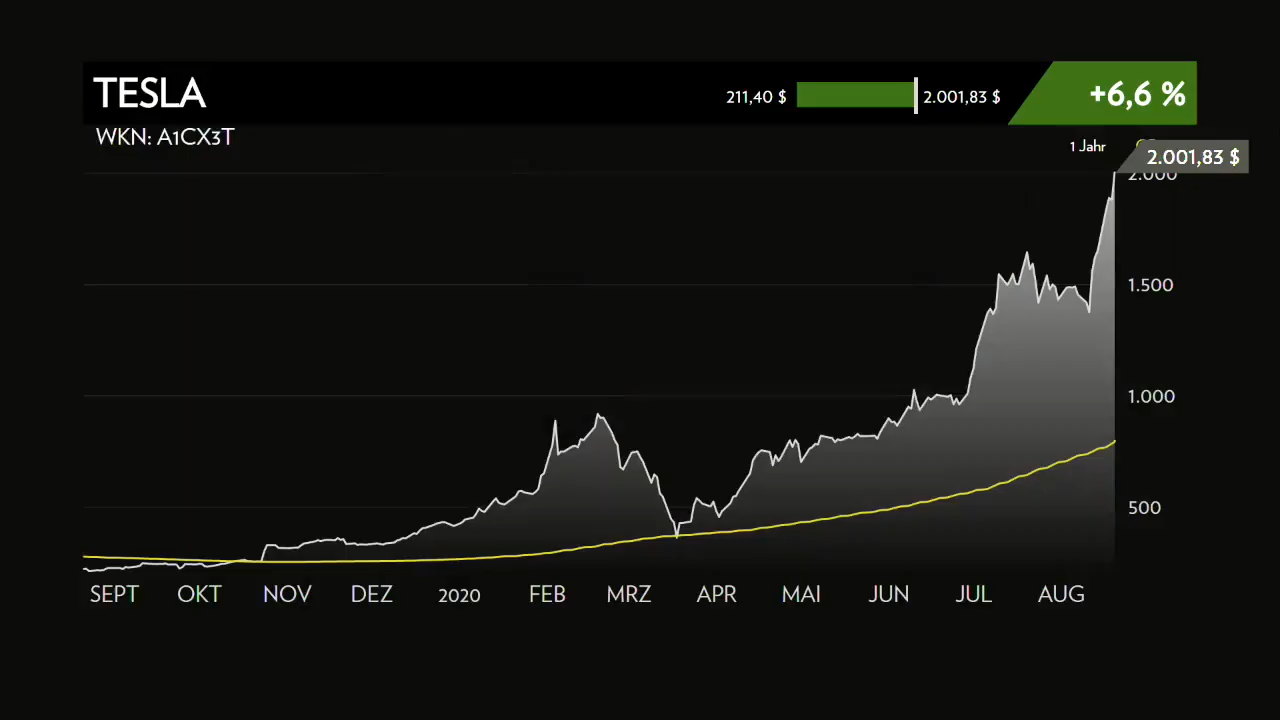 TESLA
211,40 $ 2.001,83 $ +6,6 %
WKN: A1CX3T
1 Jahr
2.001,83 $
2.000
1.500
1.000
500
SEPT OKT NOV DEZ 2020 FEB MRZ APR MAI JUN JUL AUG